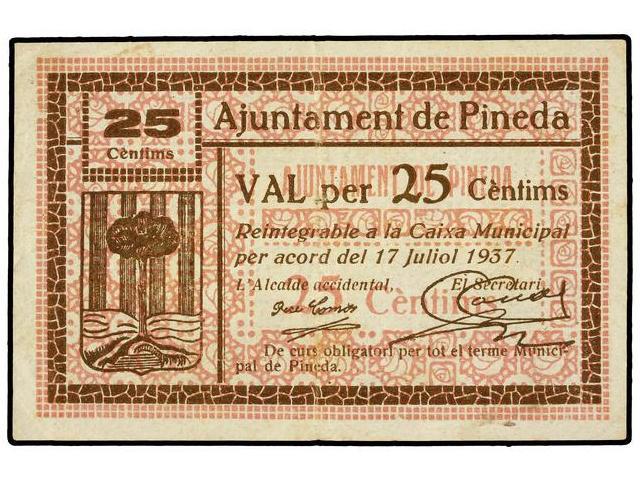 25
Cèntims
Ajuntament de Pineda
VAL per 25 Cèntims
AJUNTAMENT DE PINEDA
Reintegrable a la Caixa Municipal
per acord del 17 Juliol 1937.
L'Alcalde accidental,
El Secretari
25 Cèntims
De curs obligatori per tot el terme Munici-
pal de Pineda.